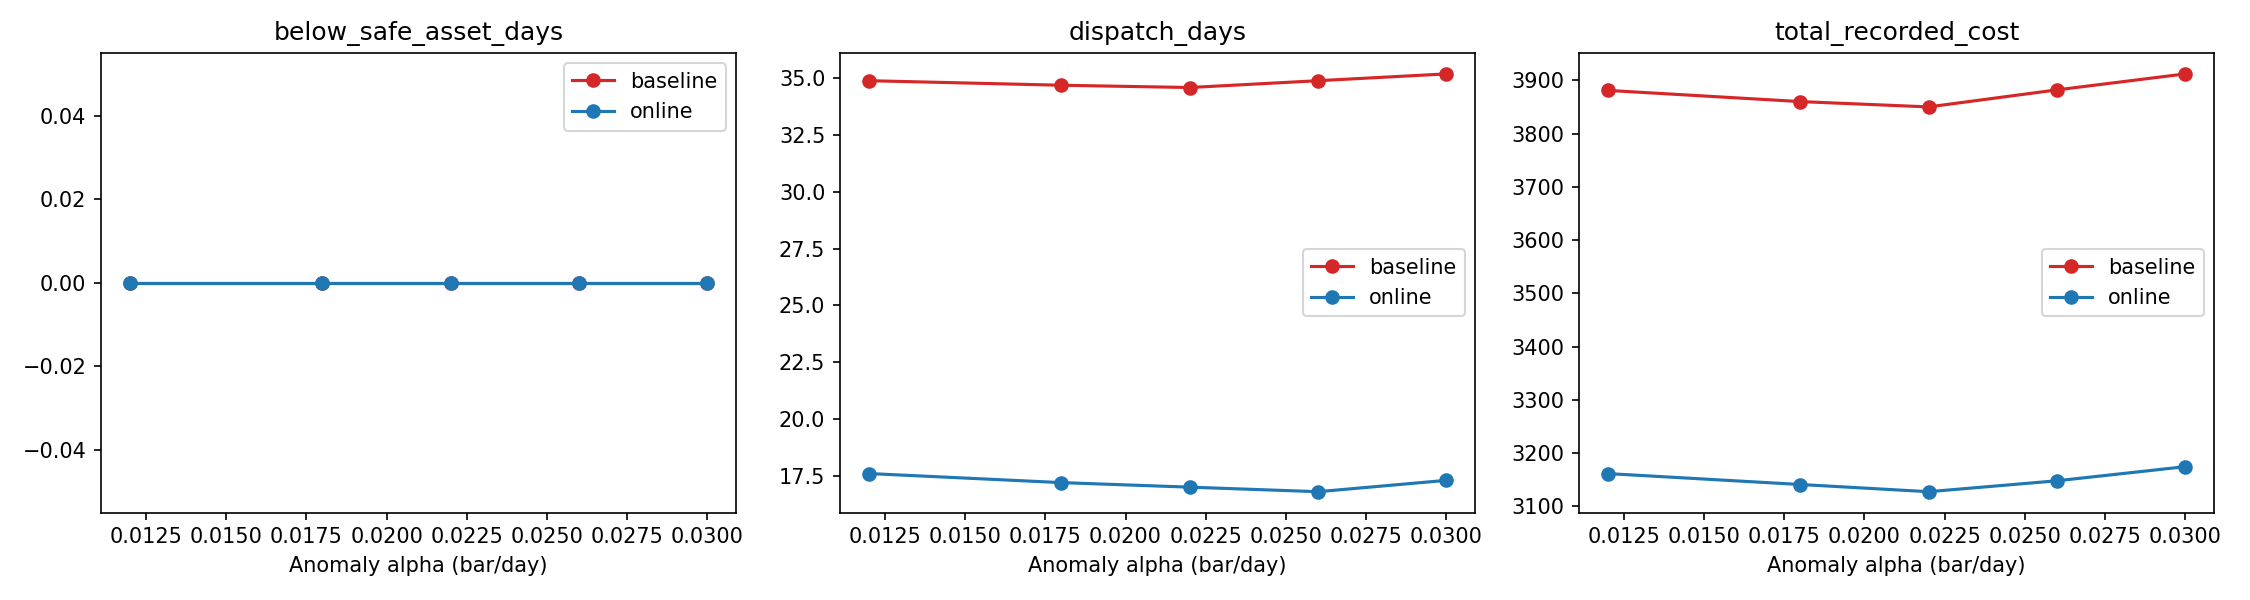 below_safe_asset_days
baseline
online
0.04
0.02
0.00
−0.02
−0.04
0.0125 0.0150 0.0175 0.0200 0.0225 0.0250 0.0275 0.0300
Anomaly alpha (bar/day)
dispatch_days
35.0
32.5
30.0
27.5
25.0
22.5
20.0
17.5
baseline
online
0.0125 0.0150 0.0175 0.0200 0.0225 0.0250 0.0275 0.0300
Anomaly alpha (bar/day)
total_recorded_cost
3900
3800
3700
3600
3500
3400
3300
3200
3100
baseline
online
0.0125 0.0150 0.0175 0.0200 0.0225 0.0250 0.0275 0.0300
Anomaly alpha (bar/day)